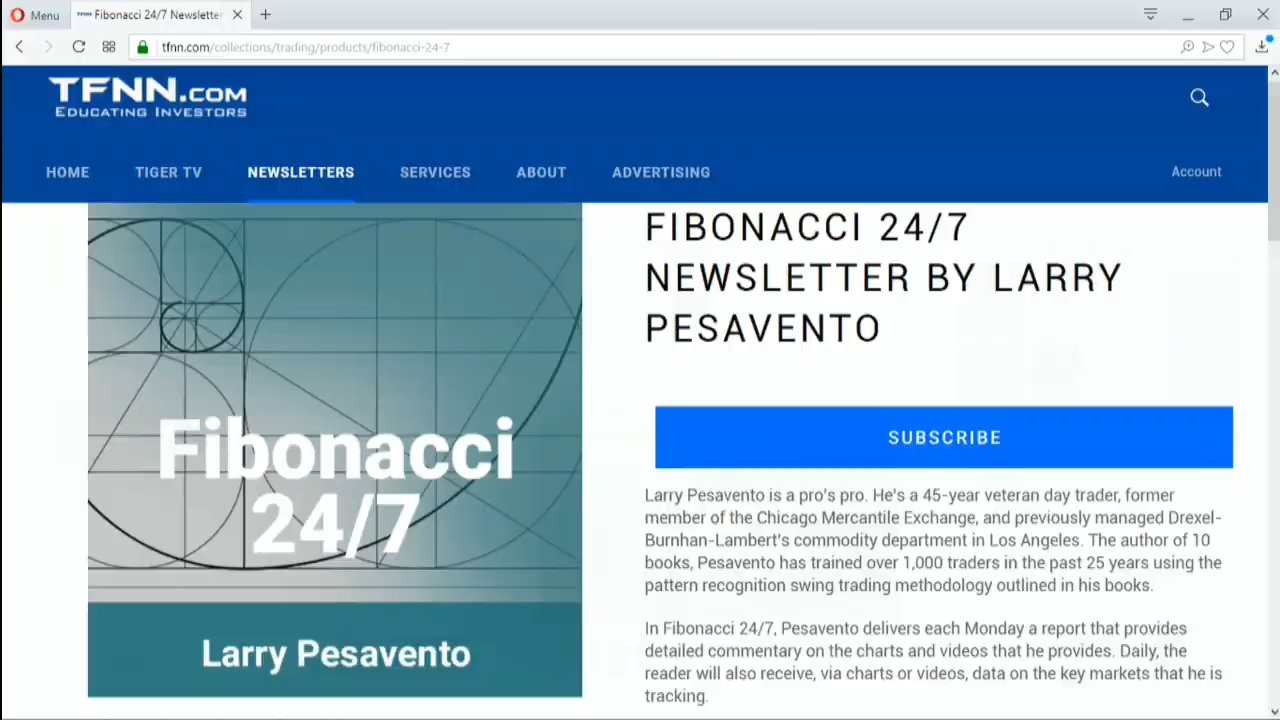 Menu
Fibonacci 24/7 Newslette
tfnn.com/collections/trading/products/fibonacci-24-7
TFNN.COM
EDUCATING INVESTORS
HOME TIGER TV NEWSLETTERS SERVICES ABOUT ADVERTISING Account
Fibonacci
24/7
Larry Pesavento
FIBONACCI 24/7
NEWSLETTER BY LARRY
PESAVENTO
SUBSCRIBE
Larry Pesavento is a pro's pro. He's a 45-year veteran day trader, former
member of the Chicago Mercantile Exchange, and previously managed Drexel-
Burnhan-Lambert's commodity department in Los Angeles. The author of 10
books, Pesavento has trained over 1,000 traders in the past 25 years using the
pattern recognition swing trading methodology outlined in his books.
In Fibonacci 24/7, Pesavento delivers each Monday a report that provides
detailed commentary on the charts and videos that he provides. Daily, the
reader will also receive, via charts or videos, data on the key markets that he is
tracking.